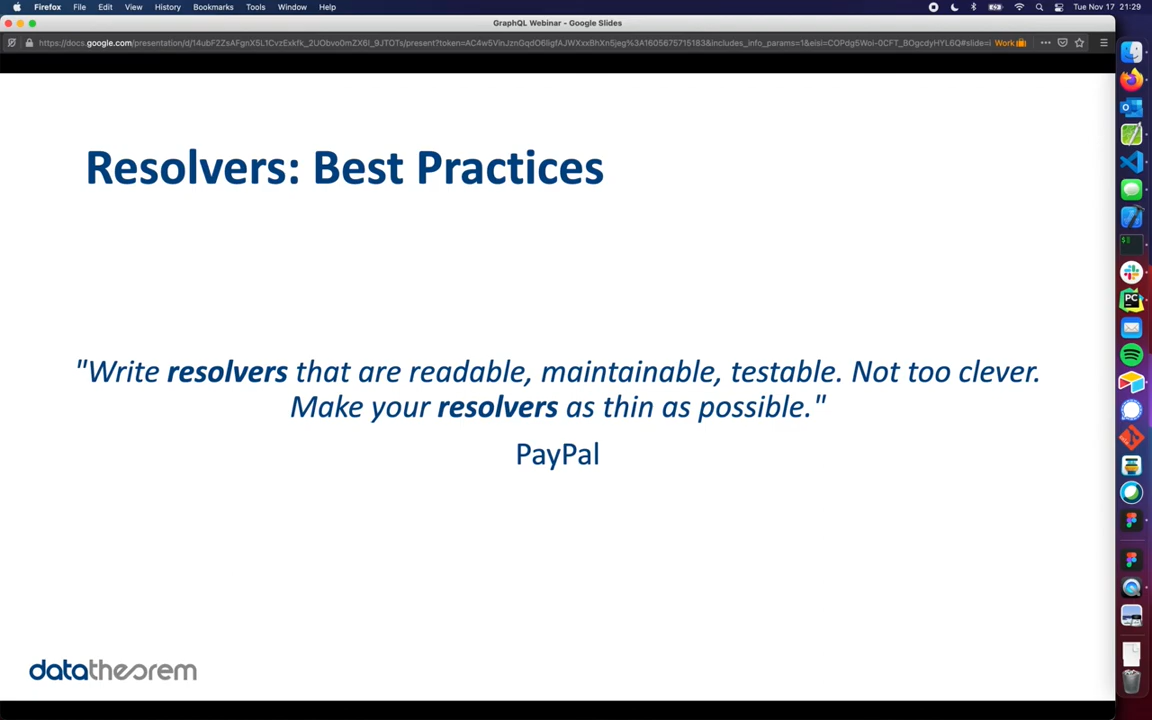 Firefox File Edit View History Bookmarks Tools Window Help Tue Nov 17 21:29
GraphQL Webinar - Google Slides
Work
Resolvers: Best Practices
"Write resolvers that are readable, maintainable, testable. Not too clever.
Make your resolvers as thin as possible."
PayPal
datatheorem